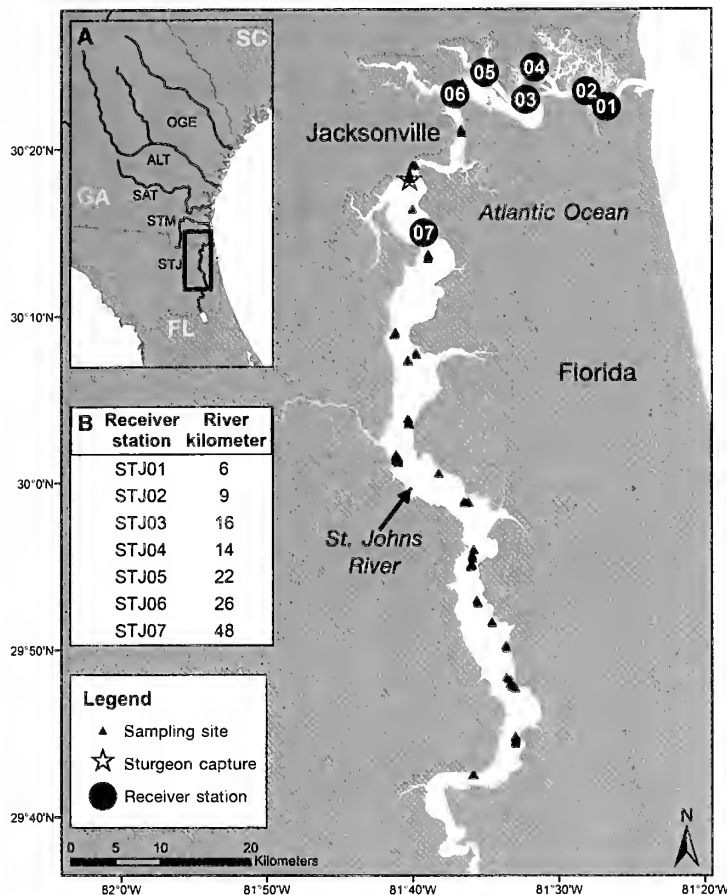 A
SC
OGE
ALT
GA
SAT
STM
STJ
FL
B Receiver station River kilometer
STJ01 6
STJ02 9
STJ03 16
STJ04 14
STJ05 22
STJ06 26
STJ07 48
Legend
Sampling site
Sturgeon capture
Receiver station
0 5 10 20
Kilometers
05
04
06
03
02
01
Jacksonville
Atlantic Ocean
07
Florida
St. Johns
River
N
30°20'N
30°10'N
30°0'N
29°50'N
29°40'N
82°0'W
81°50'W
81°40'W
81°30'W
81°20'W